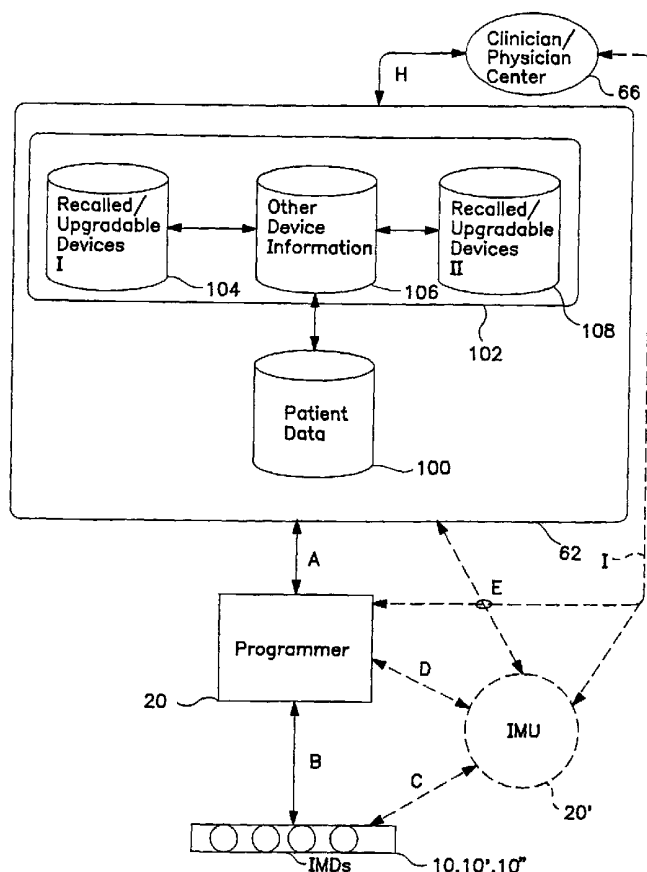 Clinician/
Physician
Center
66
H
Recalled/
Upgradable
Devices
I
104
Other
Device
Information
106
Recalled/
Upgradable
Devices
II
108
102
Patient
Data
100
62
A
I
E
Programmer
20
D
IMU
20'
B
C
IMDs
10,10',10"